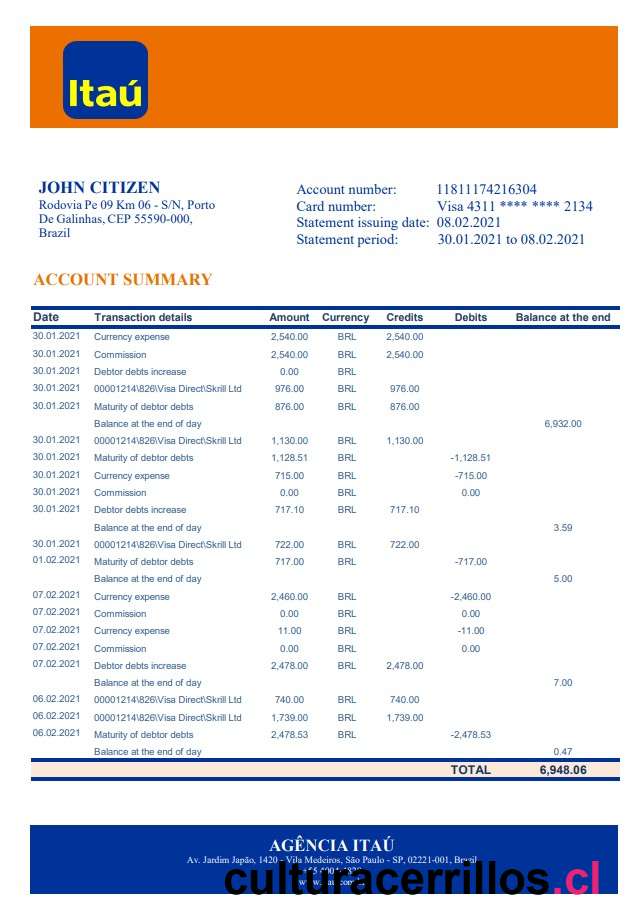 Itaú
JOHN CITIZEN
Rodovia Pe 09 Km 06 - S/N, Porto
De Galinhas, CEP 55590-000,
Brazil
Account number: 11811174216304
Card number: Visa 4311 **** **** 2134
Statement issuing date: 08.02.2021
Statement period: 30.01.2021 to 08.02.2021
ACCOUNT SUMMARY
Date Transaction details Amount Currency Credits Debits Balance at the end
30.01.2021 Currency expense 2,540.00 BRL 2,540.00
30.01.2021 Commission 2,540.00 BRL 2,540.00
30.01.2021 Debtor debts increase 0.00 BRL
30.01.2021 00001214\826\Visa Direct\Skrill Ltd 976.00 BRL 976.00
30.01.2021 Maturity of debtor debts 876.00 BRL 876.00
Balance at the end of day 6,932.00
30.01.2021 00001214\826\Visa Direct\Skrill Ltd 1,130.00 BRL 1,130.00
30.01.2021 Maturity of debtor debts 1,128.51 BRL -1,128.51
30.01.2021 Currency expense 715.00 BRL -715.00
30.01.2021 Commission 0.00 BRL 0.00
30.01.2021 Debtor debts increase 717.10 BRL 717.10
Balance at the end of day 3.59
30.01.2021 00001214\826\Visa Direct\Skrill Ltd 722.00 BRL 722.00
01.02.2021 Maturity of debtor debts 717.00 BRL -717.00
Balance at the end of day 5.00
07.02.2021 Currency expense 2,460.00 BRL -2,460.00
07.02.2021 Commission 0.00 BRL 0.00
07.02.2021 Currency expense 11.00 BRL -11.00
07.02.2021 Commission 0.00 BRL 0.00
07.02.2021 Debtor debts increase 2,478.00 BRL 2,478.00
Balance at the end of day 7.00
06.02.2021 00001214\826\Visa Direct\Skrill Ltd 740.00 BRL 740.00
06.02.2021 00001214\826\Visa Direct\Skrill Ltd 1,739.00 BRL 1,739.00
06.02.2021 Maturity of debtor debts 2,478.53 BRL -2,478.53
Balance at the end of day 0.47
TOTAL 6,948.06
AGÊNCIA ITAÚ
Av. Jardim Japão, 1420 - Vila Medeiros, São Paulo - SP, 02221-001, Brazil
culturacerrillos.cl